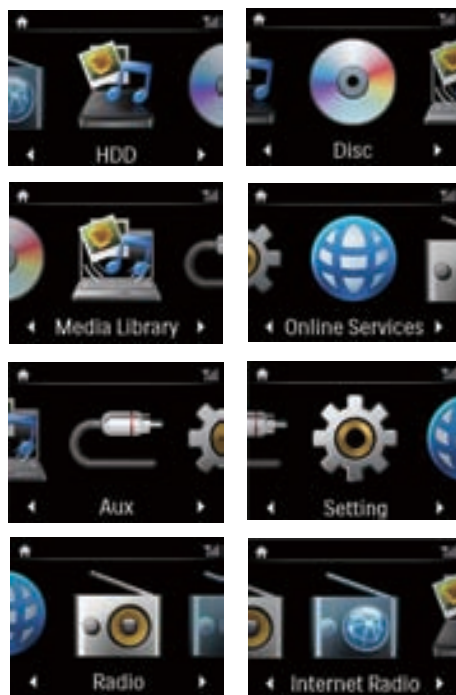 HDD
Disc
Media Library
Online Services
Aux
Setting
Radio
Internet Radio